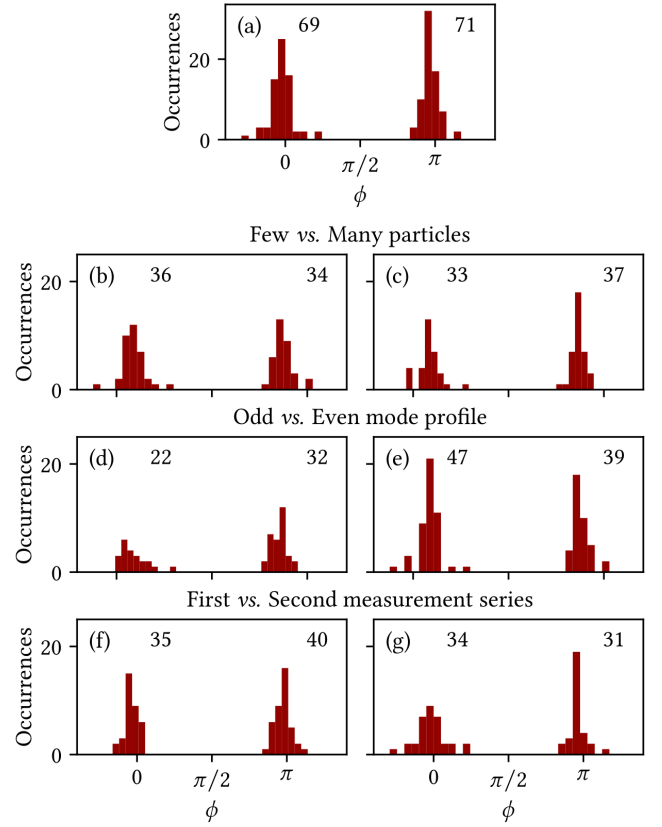 (a) 69 71
Occurrences
20
0
0 π/2 π
ϕ
Few vs. Many particles
(b) 36 34 (c) 33 37
Occurrences
20
0
Odd vs. Even mode profile
(d) 22 32 (e) 47 39
Occurrences
20
0
First vs. Second measurement series
(f) 35 40 (g) 34 31
Occurrences
20
0
0 π/2 π 0 π/2 π
ϕ ϕ